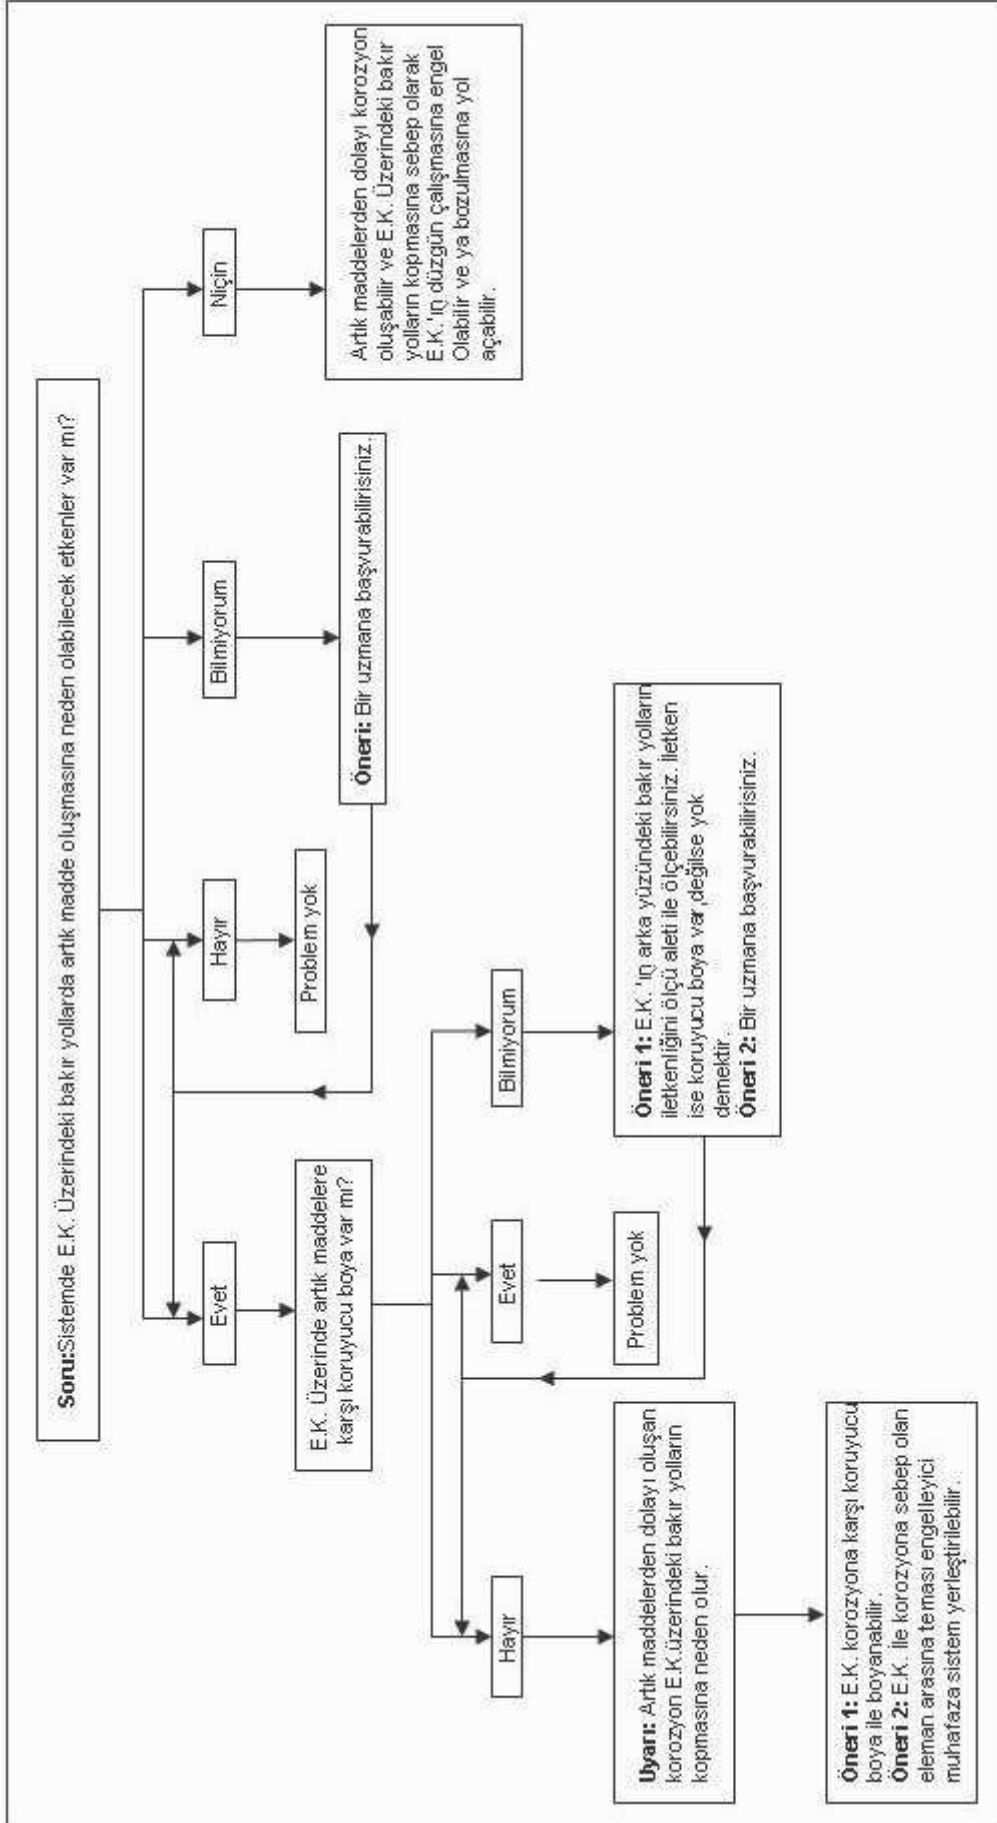 Soru:Sistemde E.K. Üzerindeki bakır yollarda artık madde oluşmasına neden olabilecek etkenler var mı?
Evet
Hayır
Bilmiyorum
Niçin
E.K. Üzerinde artık maddelere
karşı koruyucu boya var mı?
Problem yok
Öneri: Bir uzmana başvurabilirisiniz.
Artık maddelerden dolayı korozyon
oluşabilir ve E.K. Üzerindeki bakır
yolların kopmasına sebep olarak
E.K.'ın düzgün çalışmasına engel
Olabilir ve ya bozulmasına yol
açabilir.
Hayır
Evet
Bilmiyorum
Uyarı: Artık maddelerden dolayı oluşan
korozyon E.K.üzerindeki bakır yolların
kopmasına neden olur.
Problem yok
Öneri 1: E.K. 'ın arka yüzündeki bakır yolların
iletkenliğini ölçü aleti ile ölçebilirsiniz. İletken
ise koruyucu boya var ,değilse yok
demektir.
Öneri 2: Bir uzmana başvurabilirisiniz.
Öneri 1: E.K. korozyona karşı koruyucu
boya ile boyanabilir.
Öneri 2: E.K. İle korozyona sebep olan
eleman arasına teması engelleyici
muhafaza sistem yerleştirilebilir.